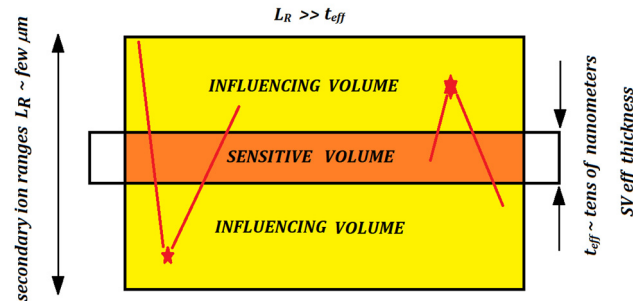 L_R >> t_eff
secondary ion ranges L_R ~ few μm
INFLUENCING VOLUME
SENSITIVE VOLUME
INFLUENCING VOLUME
t_eff ~ tens of nanometers
SV eff thickness